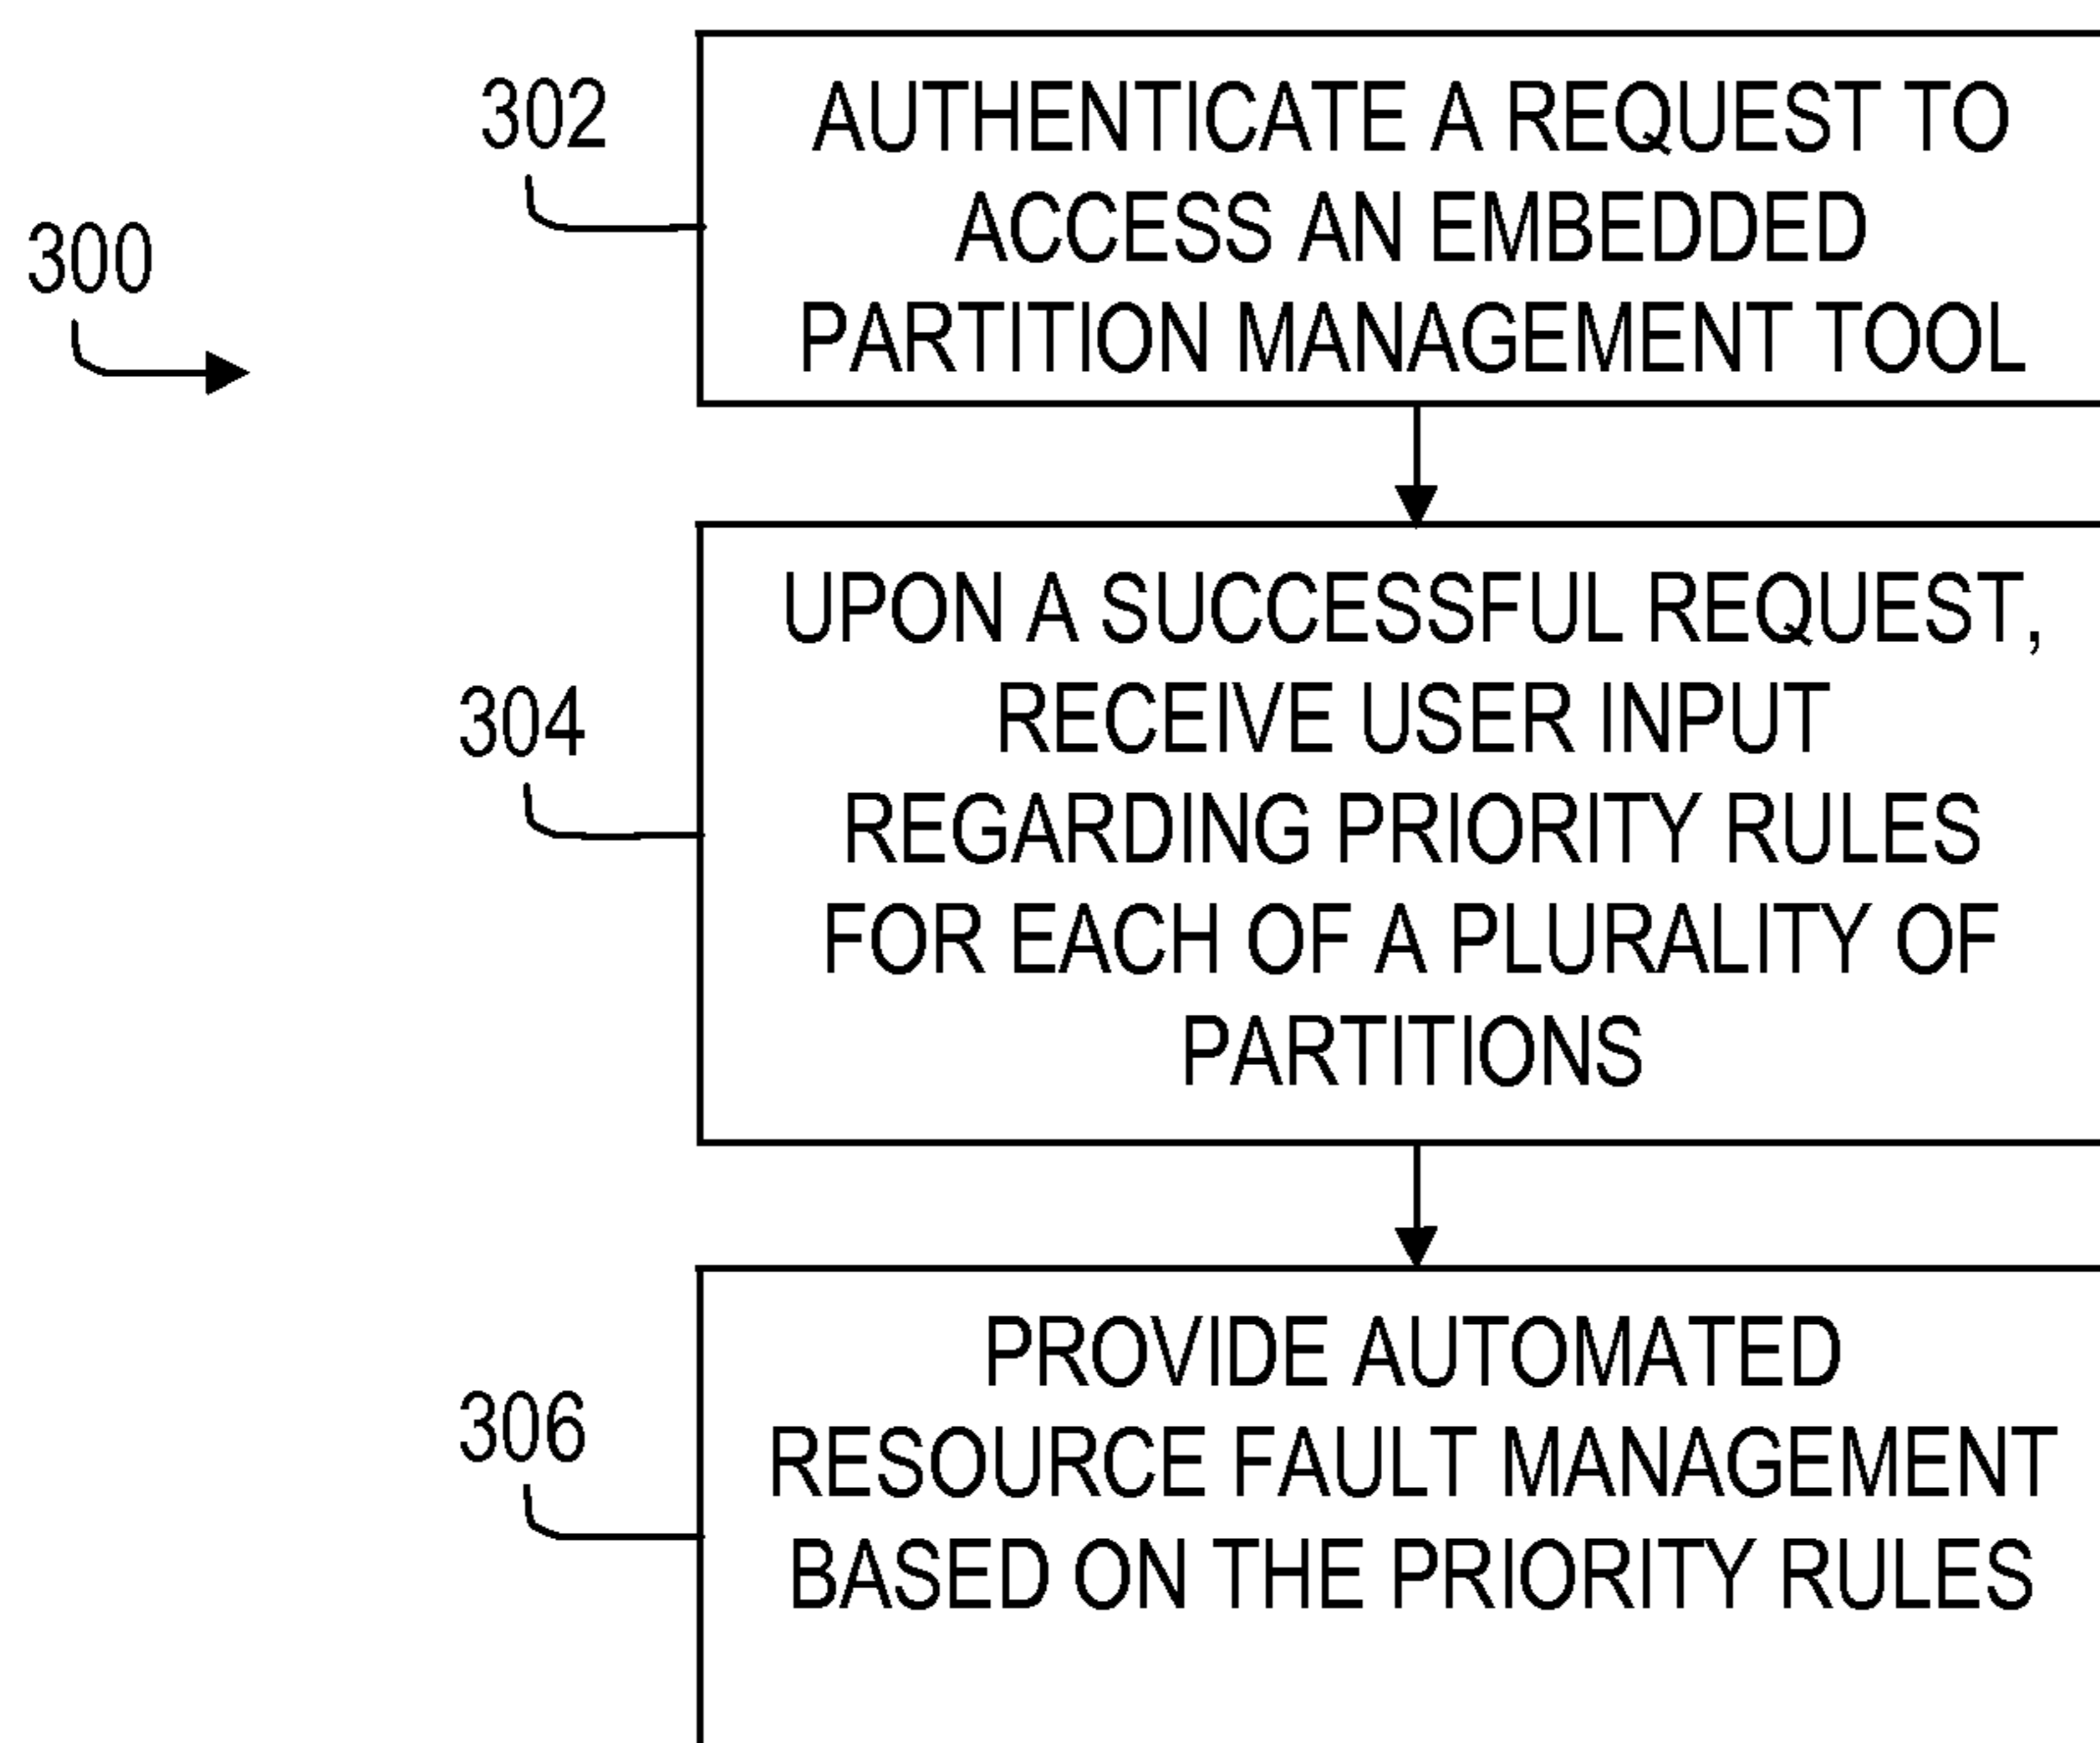 300
302
AUTHENTICATE A REQUEST TO
ACCESS AN EMBEDDED
PARTITION MANAGEMENT TOOL
304
UPON A SUCCESSFUL REQUEST,
RECEIVE USER INPUT
REGARDING PRIORITY RULES
FOR EACH OF A PLURALITY OF
PARTITIONS
306
PROVIDE AUTOMATED
RESOURCE FAULT MANAGEMENT
BASED ON THE PRIORITY RULES